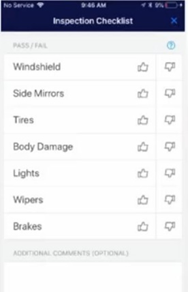 No Service 9:46 AM 9%
Inspection Checklist
PASS / FAIL
Windshield
Side Mirrors
Tires
Body Damage
Lights
Wipers
Brakes
ADDITIONAL COMMENTS (OPTIONAL)